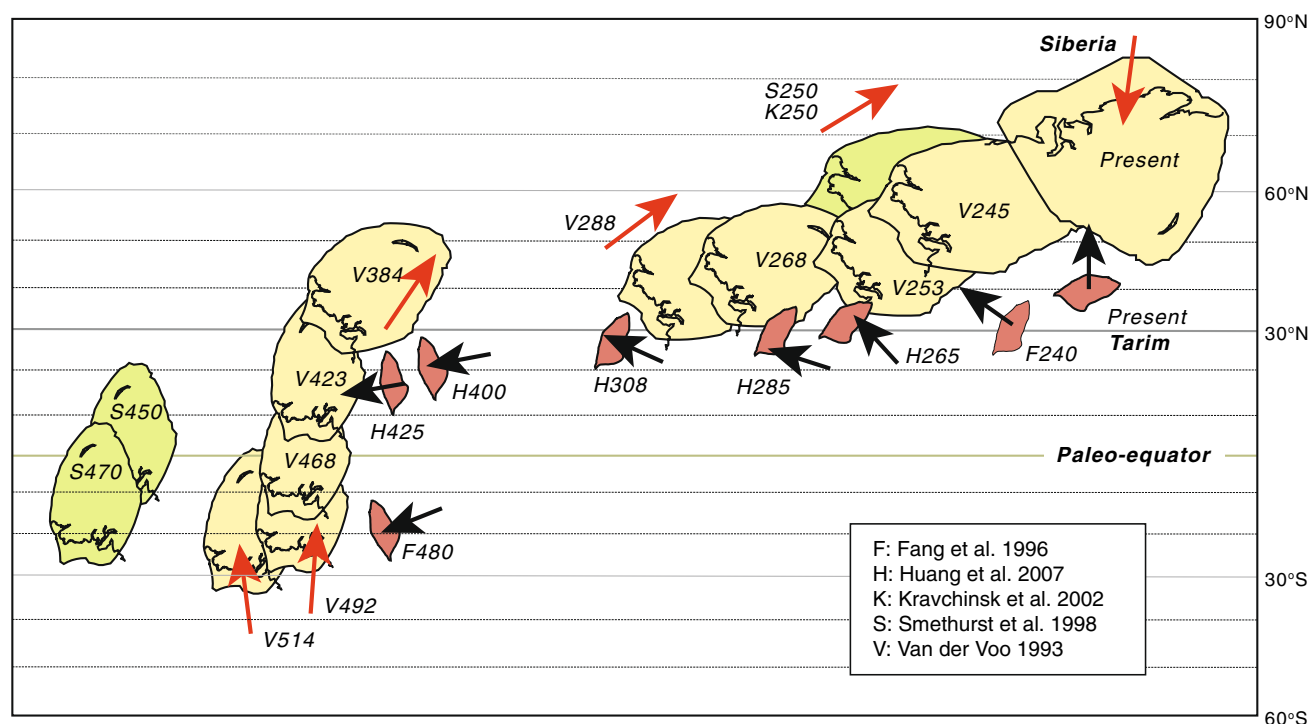 90°N
Siberia
S250
K250
Present
60°N
V288
V245
V268
V384
V253
Present
Tarim
30°N
F240
H265
H308
H285
V423
H400
H425
S450
S470
V468
Paleo-equator
F480
V492
V514
30°S
F: Fang et al. 1996
H: Huang et al. 2007
K: Kravchinsk et al. 2002
S: Smethurst et al. 1998
V: Van der Voo 1993
60°S